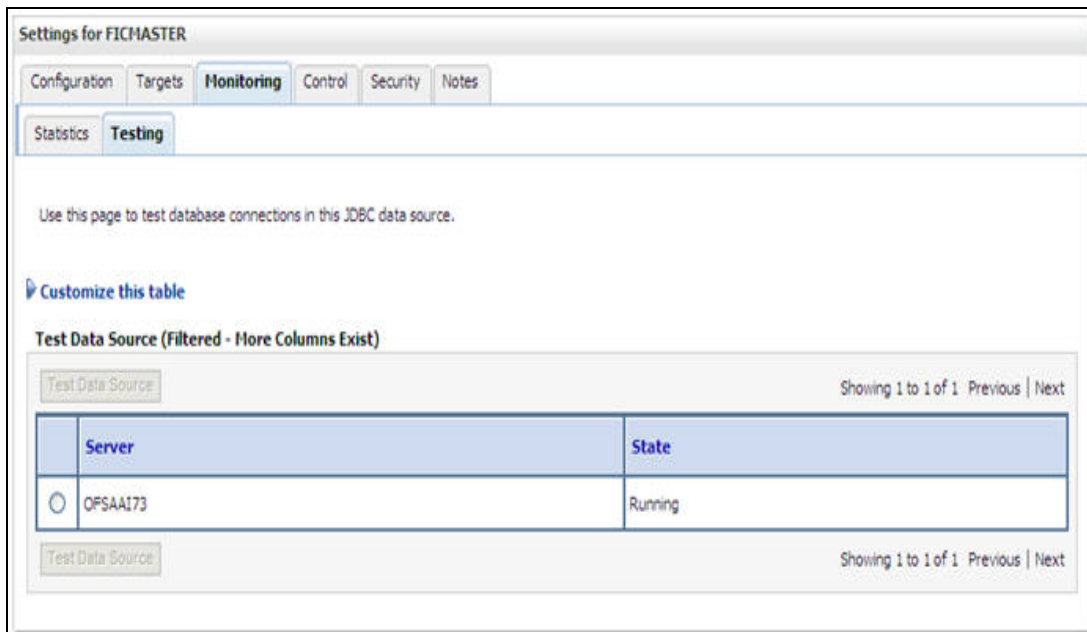 Settings for FICMASTER
Configuration Targets Monitoring Control Security Notes
Statistics Testing
Use this page to test database connections in this JDBC data source.
Customize this table
Test Data Source (Filtered - More Columns Exist)
Test Data Source Showing 1 to 1 of 1 Previous | Next
Server State
OFSAAI73 Running
Test Data Source Showing 1 to 1 of 1 Previous | Next